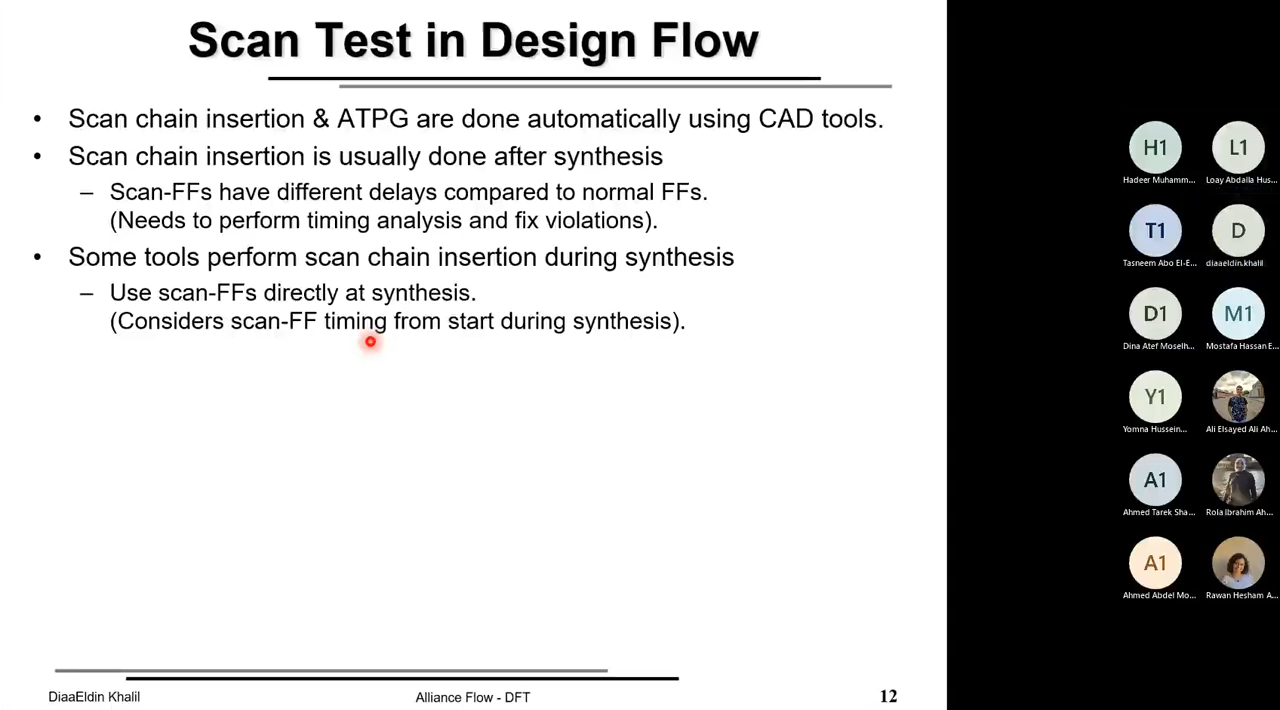 Scan Test in Design Flow
• Scan chain insertion & ATPG are done automatically using CAD tools.
• Scan chain insertion is usually done after synthesis
– Scan-FFs have different delays compared to normal FFs.
(Needs to perform timing analysis and fix violations).
• Some tools perform scan chain insertion during synthesis
– Use scan-FFs directly at synthesis.
(Considers scan-FF timing from start during synthesis).
DiaaEldin Khalil
Alliance Flow - DFT
12
H1
L1
Hadeer Muhamm...
Loay Abdalla Hus...
T1
D
Tasneem Abo El-E...
diaaeldin.khalil
D1
M1
Dina Atef Moselh...
Mostafa Hassan E...
Y1
Yomna Hussein...
Ali Elsayed Ali Ah...
A1
Ahmed Tarek Sha...
Rola Ibrahim Ah...
A1
Ahmed Abdel Mo...
Rawan Hesham A...